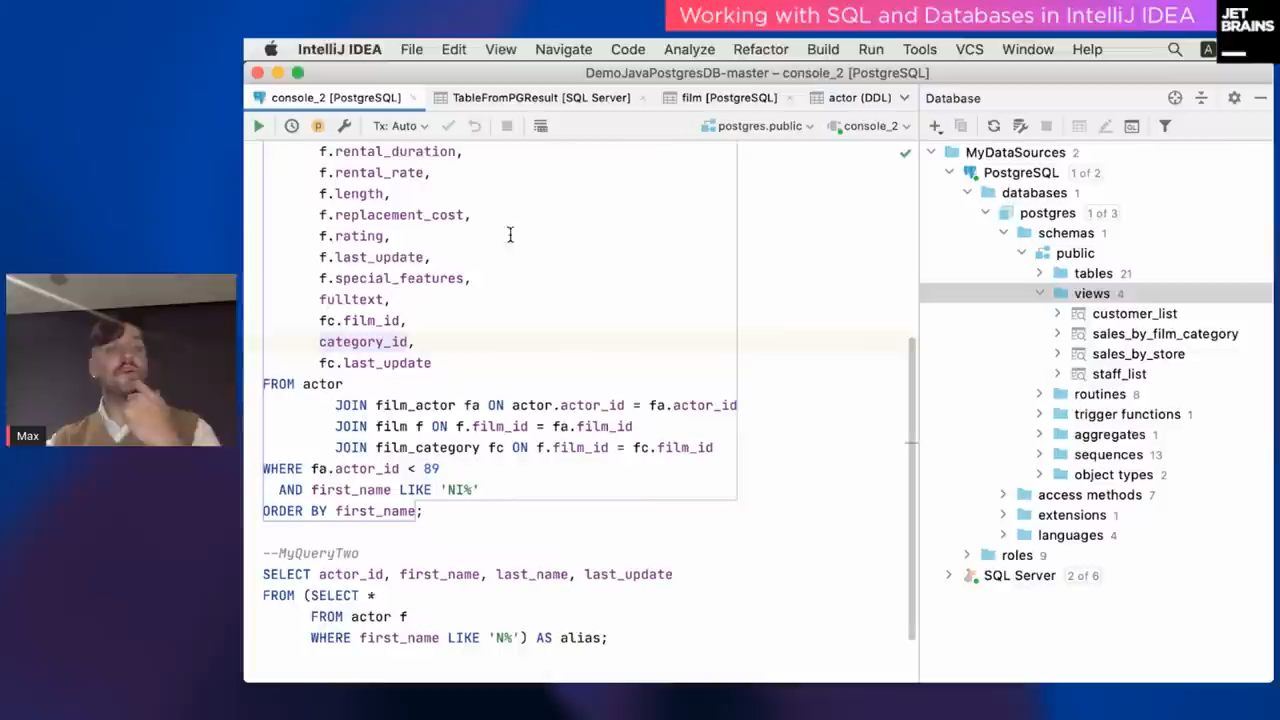 Working with SQL and Databases in IntelliJ IDEA
JET
BRAINS
IntelliJ IDEA File Edit View Navigate Code Analyze Refactor Build Run Tools VCS Window Help A
DemoJavaPostgresDB-master – console_2 [PostgreSQL]
console_2 [PostgreSQL] TableFromPGResult [SQL Server] film [PostgreSQL] actor (DDL) Database
p Tx: Auto postgres.public console_2
f.rental_duration,
f.rental_rate,
f.length,
f.replacement_cost,
f.rating,
f.last_update,
f.special_features,
fulltext,
fc.film_id,
category_id,
fc.last_update
FROM actor
JOIN film_actor fa ON actor.actor_id = fa.actor_id
JOIN film f ON f.film_id = fa.film_id
JOIN film_category fc ON f.film_id = fc.film_id
WHERE fa.actor_id < 89
AND first_name LIKE 'NI%'
ORDER BY first_name;
--MyQueryTwo
SELECT actor_id, first_name, last_name, last_update
FROM (SELECT *
FROM actor f
WHERE first_name LIKE 'N%') AS alias;
MyDataSources 2
PostgreSQL 1 of 2
databases 1
postgres 1 of 3
schemas 1
public
tables 21
views 4
customer_list
sales_by_film_category
sales_by_store
staff_list
routines 8
trigger functions 1
aggregates 1
sequences 13
object types 2
access methods 7
extensions 1
languages 4
roles 9
SQL Server 2 of 6
Max